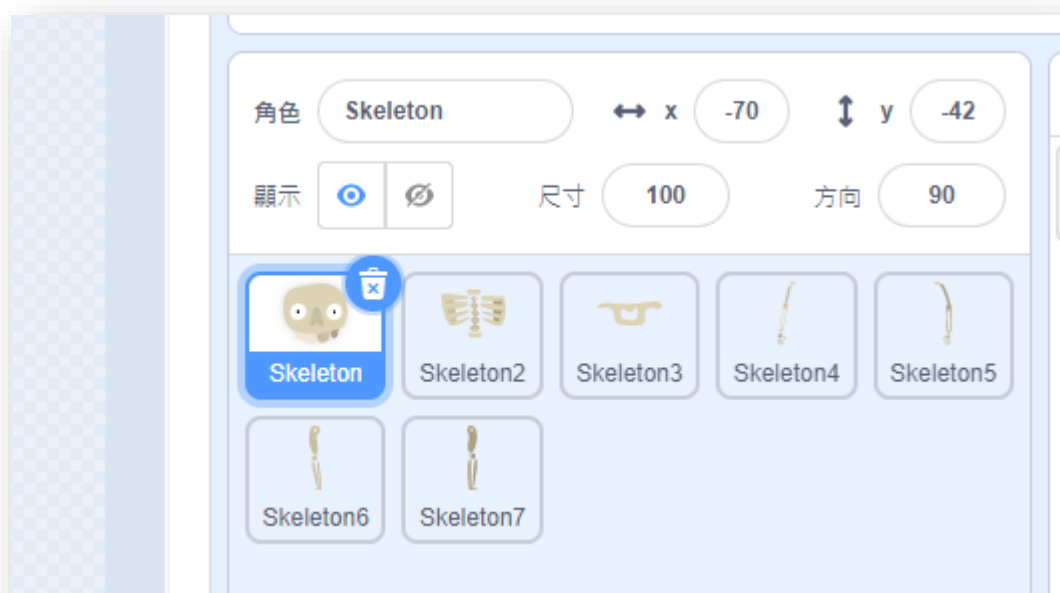 角色 Skeleton x -70 y -42
顯示 尺寸 100 方向 90
Skeleton Skeleton2 Skeleton3 Skeleton4 Skeleton5
Skeleton6 Skeleton7